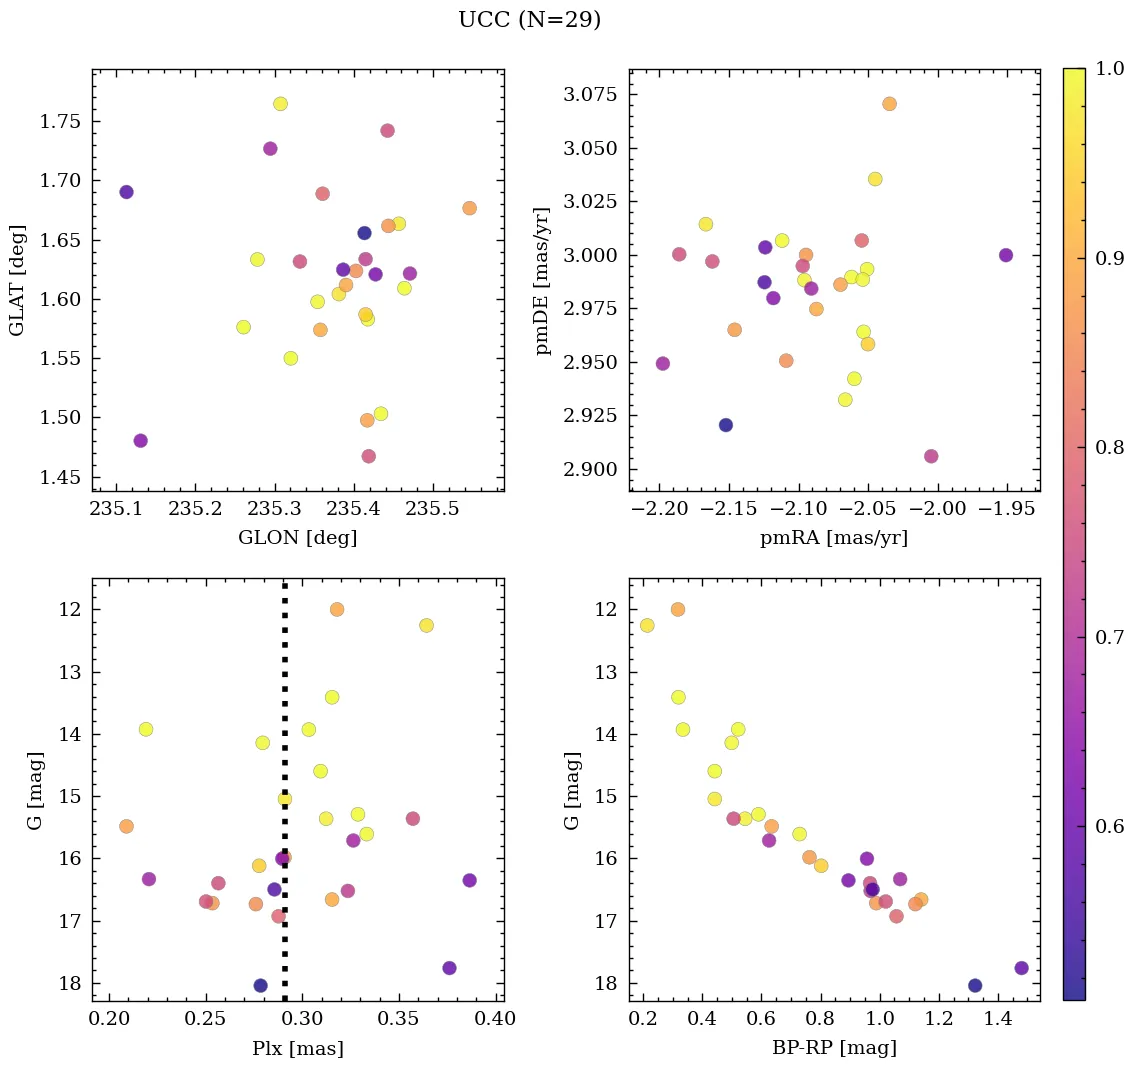 UCC (N=29)
1.75
1.70
1.65
1.60
1.55
1.50
1.45
GLAT [deg]
235.1 235.2 235.3 235.4 235.5
GLON [deg]
3.075
3.050
3.025
3.000
2.975
2.950
2.925
2.900
pmDE [mas/yr]
−2.20 −2.15 −2.10 −2.05 −2.00 −1.95
pmRA [mas/yr]
12
13
14
15
16
17
18
G [mag]
0.20 0.25 0.30 0.35 0.40
Plx [mas]
12
13
14
15
16
17
18
G [mag]
0.2 0.4 0.6 0.8 1.0 1.2 1.4
BP-RP [mag]
1.0
0.9
0.8
0.7
0.6